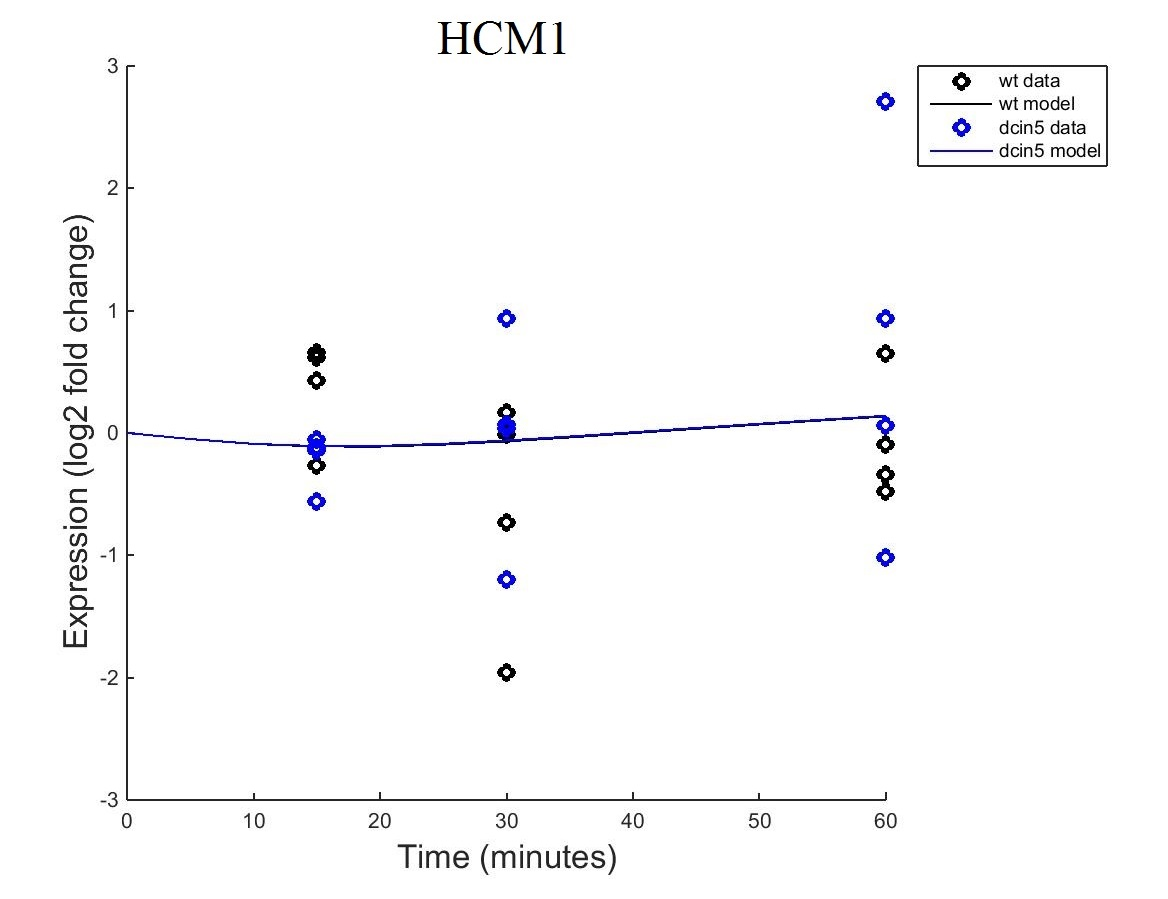 HCM1
3
2
1
0
-1
-2
-3
0 10 20 30 40 50 60
Expression (log2 fold change)
Time (minutes)
wt data
wt model
dcin5 data
dcin5 model